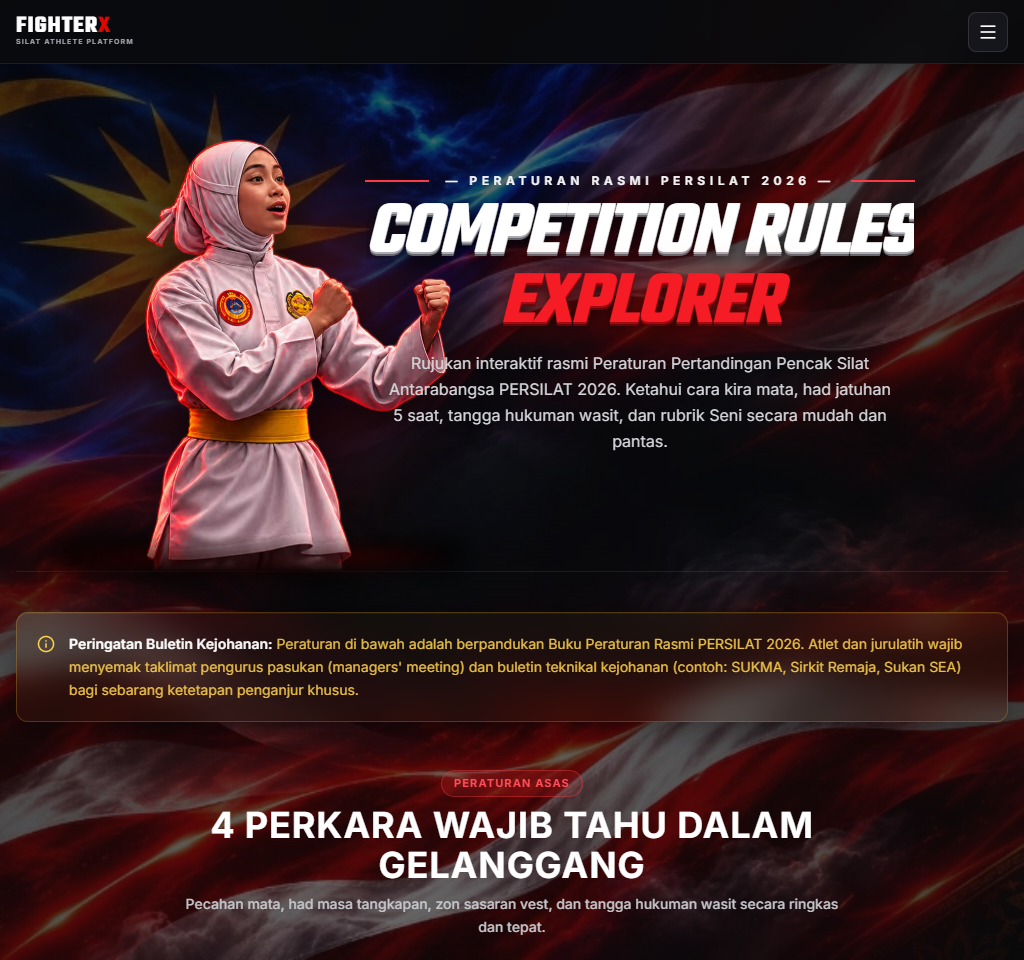 FIGHTERX
SILAT ATHLETE PLATFORM
— PERATURAN RASMI PERSILAT 2026 —
COMPETITION RULES
EXPLORER
Rujukan interaktif rasmi Peraturan Pertandingan Pencak Silat
Antarabangsa PERSILAT 2026. Ketahui cara kira mata, had jatuhan
5 saat, tangga hukuman wasit, dan rubrik Seni secara mudah dan
pantas.
Peringatan Buletin Kejohanan: Peraturan di bawah adalah berpandukan Buku Peraturan Rasmi PERSILAT 2026. Atlet dan jurulatih wajib
menyemak taklimat pengurus pasukan (managers' meeting) dan buletin teknikal kejohanan (contoh: SUKMA, Sirkit Remaja, Sukan SEA)
bagi sebarang ketetapan penganjur khusus.
PERATURAN ASAS
4 PERKARA WAJIB TAHU DALAM
GELANGGANG
Pecahan mata, had masa tangkapan, zon sasaran vest, dan tangga hukuman wasit secara ringkas
dan tepat.